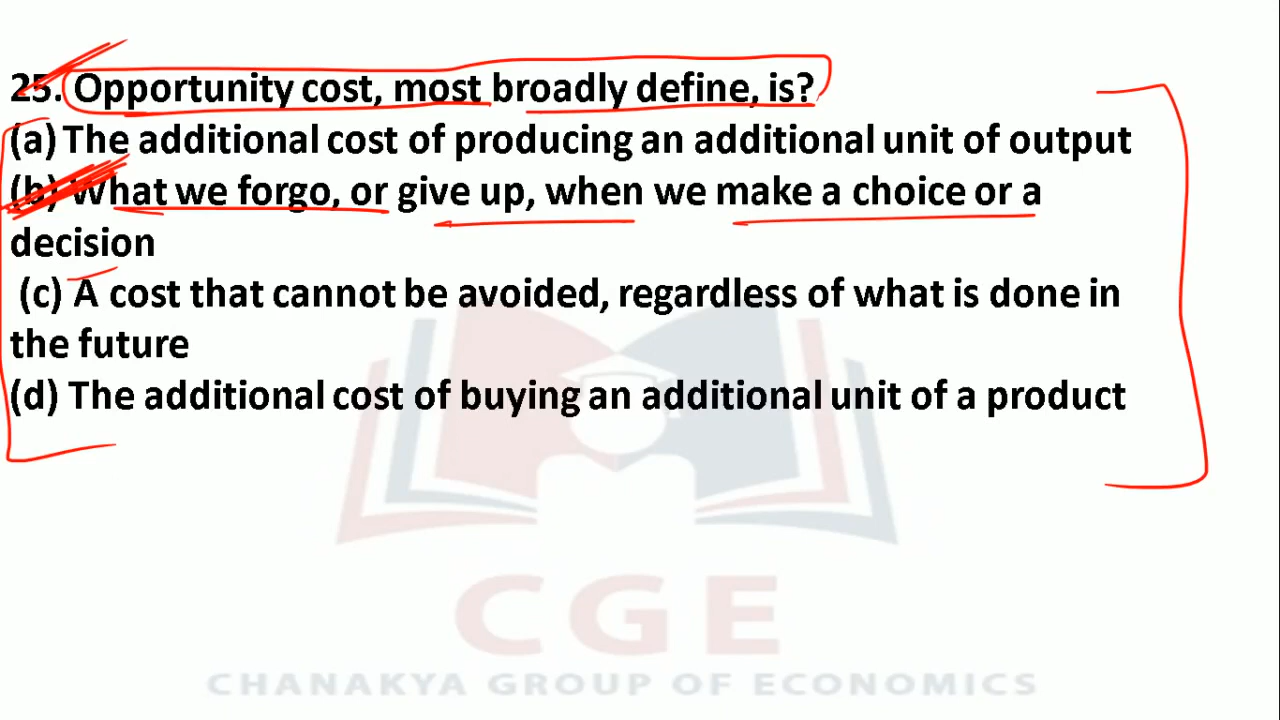 25. Opportunity cost, most broadly define, is?
(a) The additional cost of producing an additional unit of output
(b) What we forgo, or give up, when we make a choice or a
decision
(c) A cost that cannot be avoided, regardless of what is done in
the future
(d) The additional cost of buying an additional unit of a product
CGE
CHANAKYA GROUP OF ECONOMICS